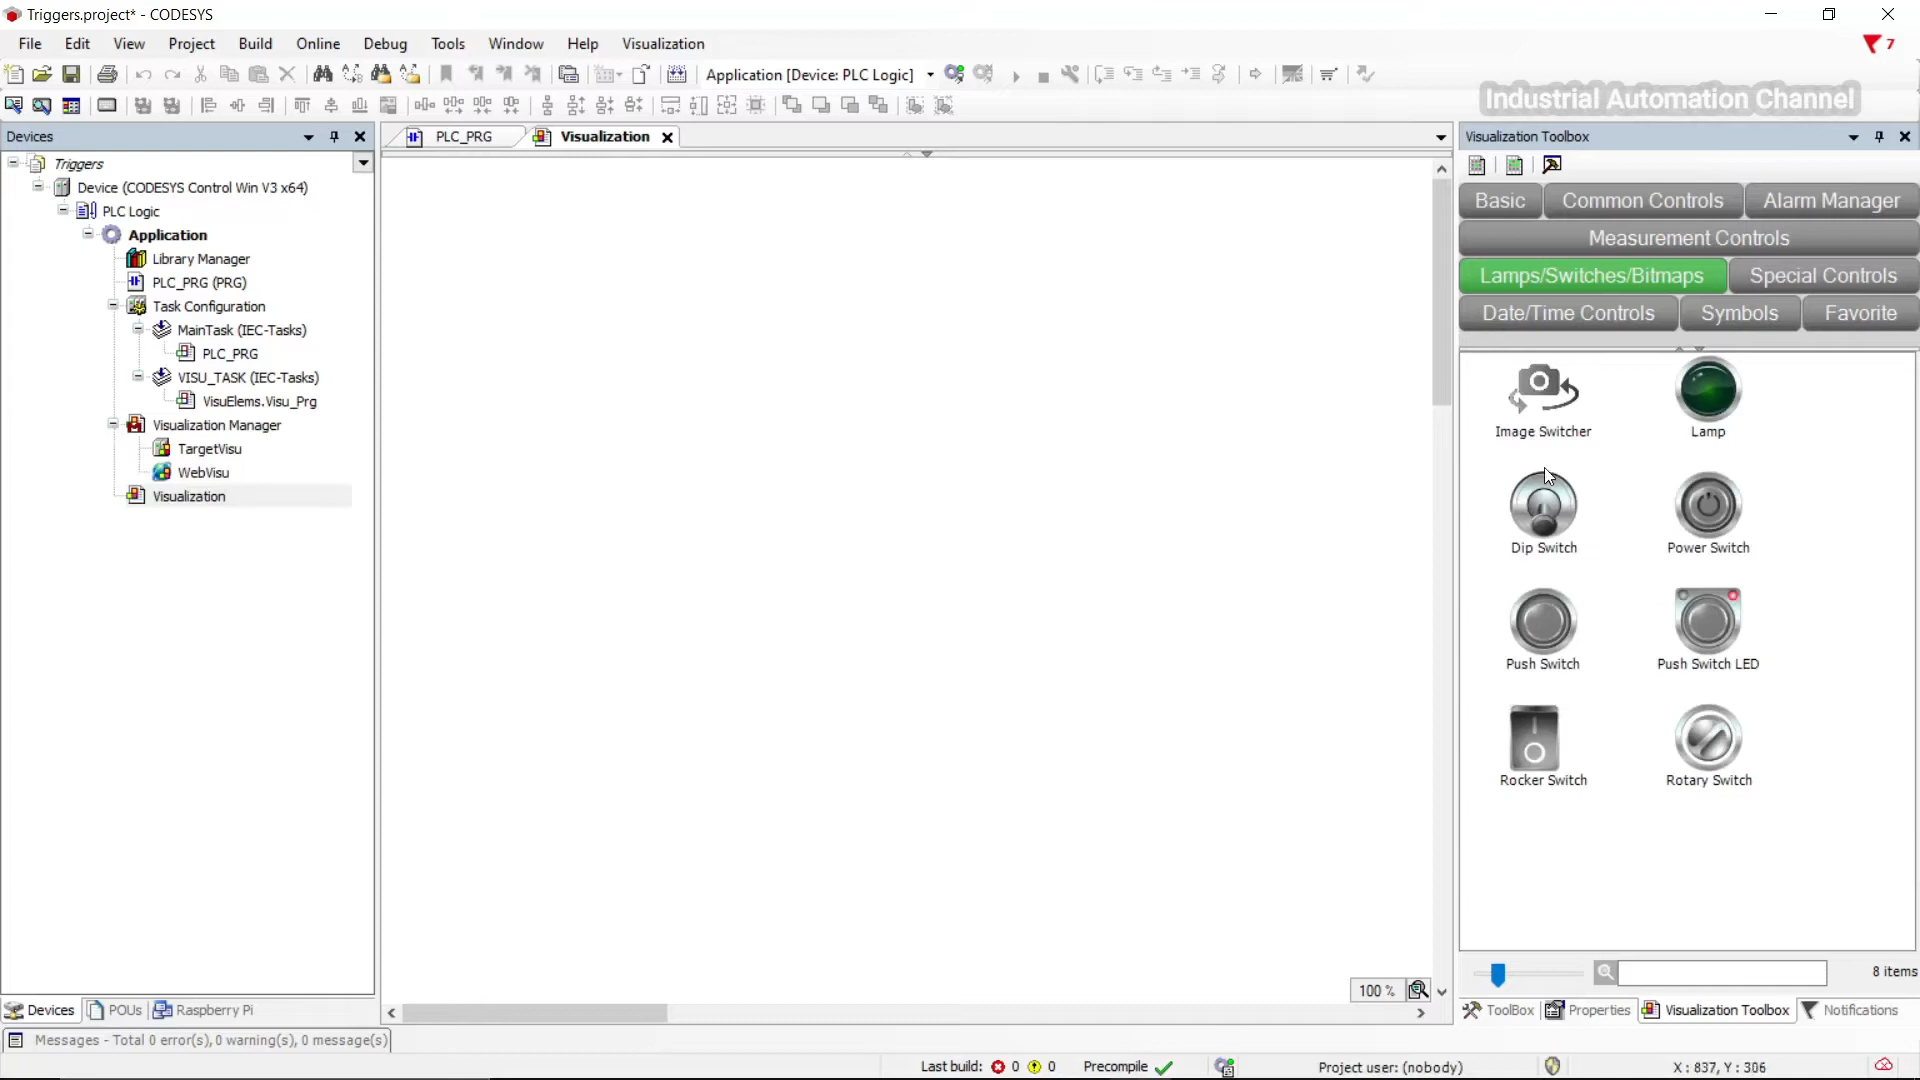 Triggers.project* - CODESYS
File Edit View Project Build Online Debug Tools Window Help Visualization
7
Application [Device: PLC Logic]
Industrial Automation Channel
Devices
PLC_PRG
Visualization
Visualization Toolbox
Triggers
Device (CODESYS Control Win V3 x64)
PLC Logic
Application
Library Manager
PLC_PRG (PRG)
Task Configuration
MainTask (IEC-Tasks)
PLC_PRG
VISU_TASK (IEC-Tasks)
VisuElems.Visu_Prg
Visualization Manager
TargetVisu
WebVisu
Visualization
Basic Common Controls Alarm Manager
Measurement Controls
Lamps/Switches/Bitmaps Special Controls
Date/Time Controls Symbols Favorite
Image Switcher Lamp
Dip Switch Power Switch
Push Switch Push Switch LED
Rocker Switch Rotary Switch
8 items
100 %
Devices POUs Raspberry Pi
ToolBox Properties Visualization Toolbox Notifications
Messages - Total 0 error(s), 0 warning(s), 0 message(s)
Last build: 0 0 Precompile Project user: (nobody) X: 837, Y: 306